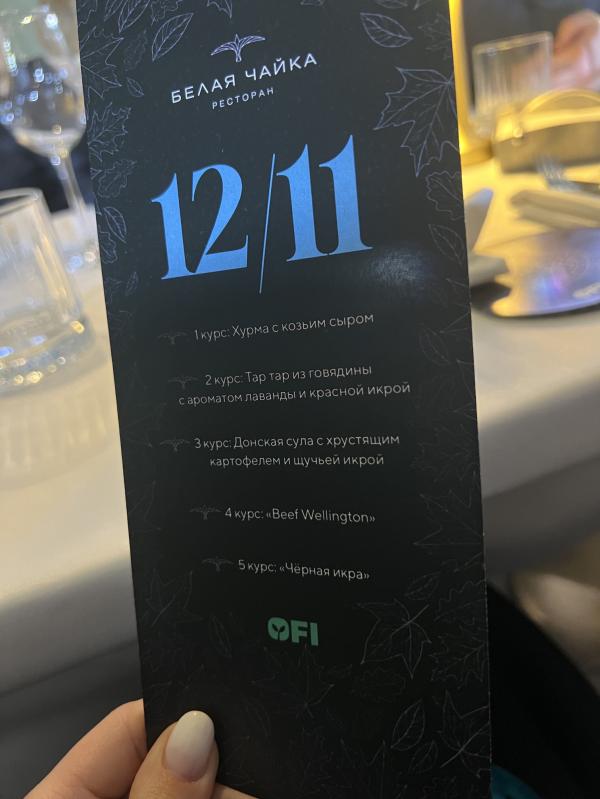 БЕЛАЯ ЧАЙКА
РЕСТОРАН
12/11
1 курс: Хурма с козьим сыром
2 курс: Тар тар из говядины
с ароматом лаванды и красной икрой
3 курс: Донская сула с хрустящим
картофелем и щучьей икрой
4 курс: «Beef Wellington»
5 курс: «Чёрная икра»
OFI